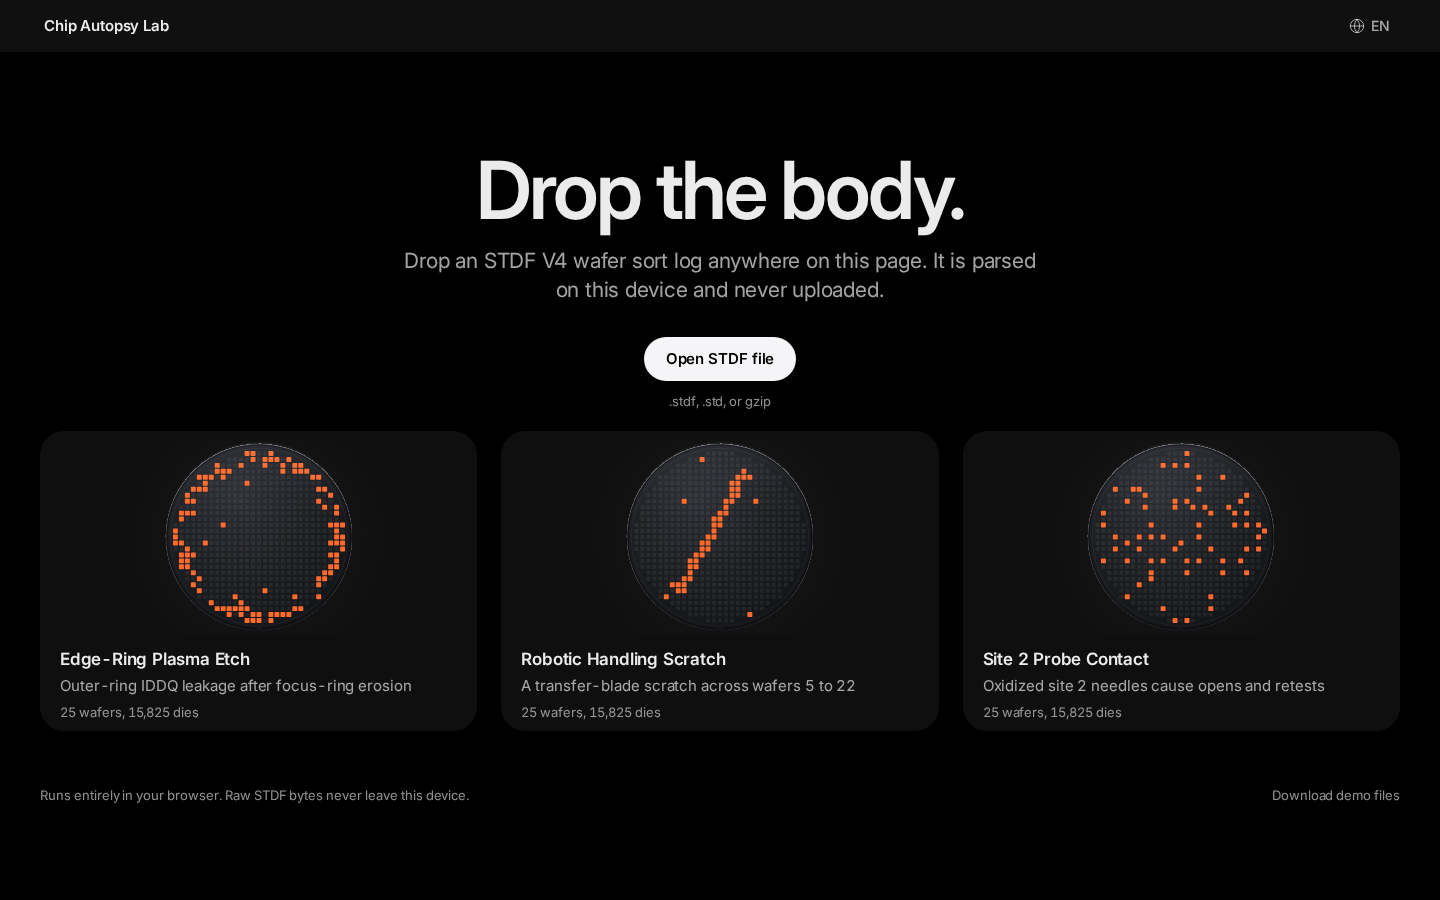 Chip Autopsy Lab
EN
Drop the body.
Drop an STDF V4 wafer sort log anywhere on this page. It is parsed
on this device and never uploaded.
Open STDF file
.stdf, .std, or gzip
Edge-Ring Plasma Etch
Outer-ring IDDQ leakage after focus-ring erosion
25 wafers, 15,825 dies
Robotic Handling Scratch
A transfer-blade scratch across wafers 5 to 22
25 wafers, 15,825 dies
Site 2 Probe Contact
Oxidized site 2 needles cause opens and retests
25 wafers, 15,825 dies
Runs entirely in your browser. Raw STDF bytes never leave this device.
Download demo files